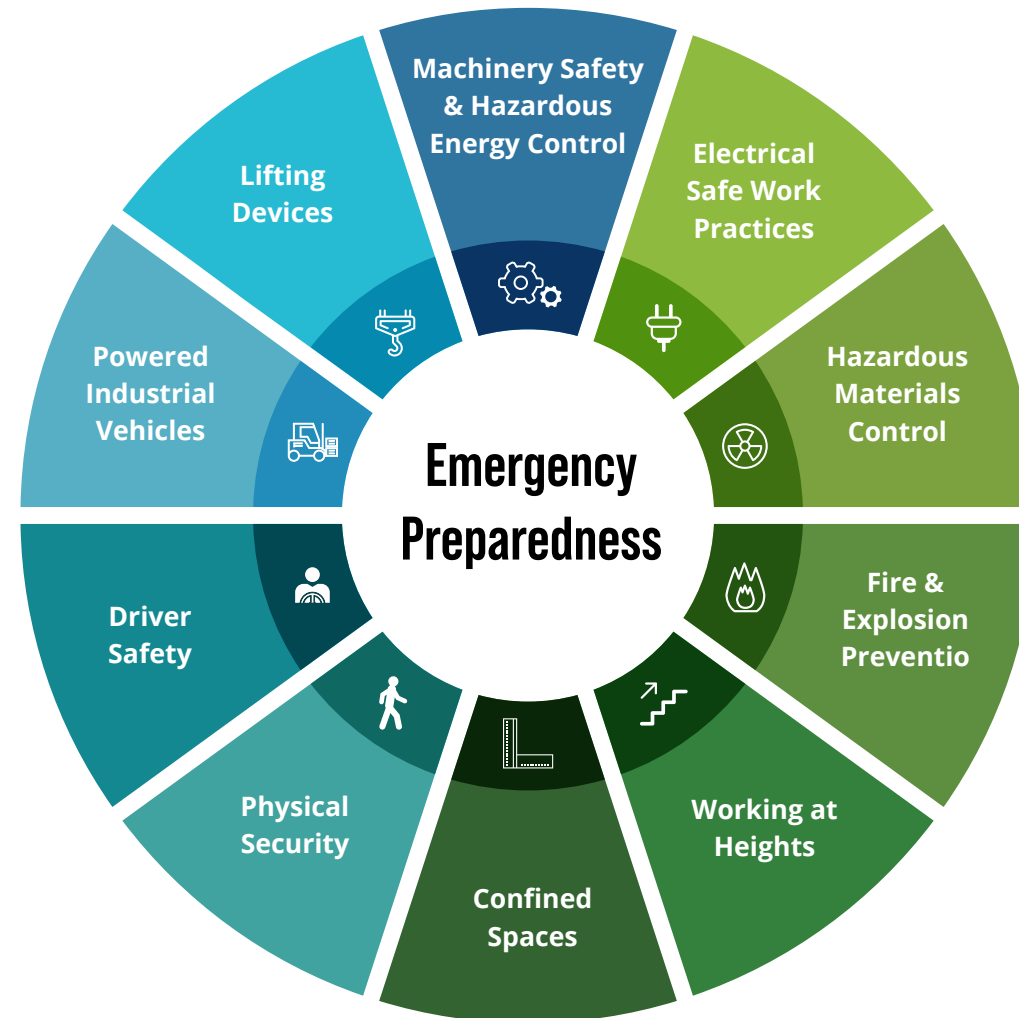 Machinery Safety
& Hazardous
Energy Control
Electrical
Safe Work
Practices
Hazardous
Materials
Control
Fire &
Explosion
Preventio
Working at
Heights
Confined
Spaces
Physical
Security
Driver
Safety
Powered
Industrial
Vehicles
Lifting
Devices
Emergency
Preparedness